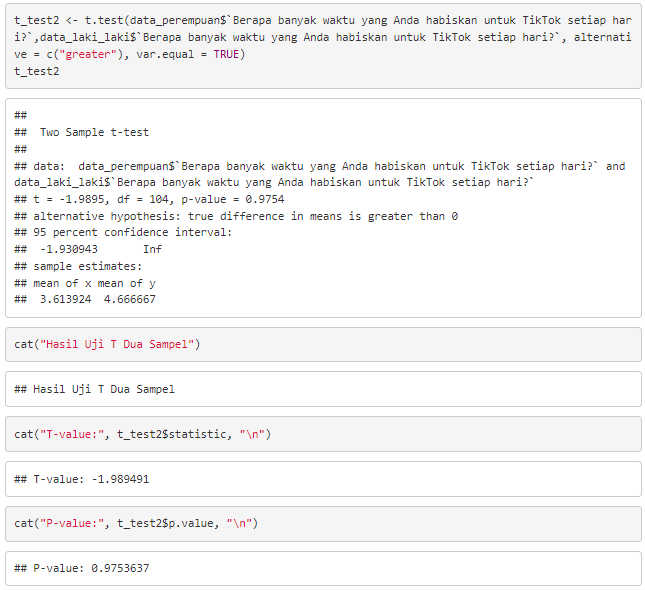 t_test2 <- t.test(data_perempuan$`Berapa banyak waktu yang Anda habiskan untuk TikTok setiap har
i?`,data_laki_laki$`Berapa banyak waktu yang Anda habiskan untuk TikTok setiap hari?`, alternati
ve = c("greater"), var.equal = TRUE)
t_test2
##
##  Two Sample t-test
##
## data:  data_perempuan$`Berapa banyak waktu yang Anda habiskan untuk TikTok setiap hari?` and
data_laki_laki$`Berapa banyak waktu yang Anda habiskan untuk TikTok setiap hari?`
## t = -1.9895, df = 104, p-value = 0.9754
## alternative hypothesis: true difference in means is greater than 0
## 95 percent confidence interval:
##  -1.930943       Inf
## sample estimates:
## mean of x mean of y
##  3.613924  4.666667
cat("Hasil Uji T Dua Sampel")
## Hasil Uji T Dua Sampel
cat("T-value:", t_test2$statistic, "\n")
## T-value: -1.989491
cat("P-value:", t_test2$p.value, "\n")
## P-value: 0.9753637